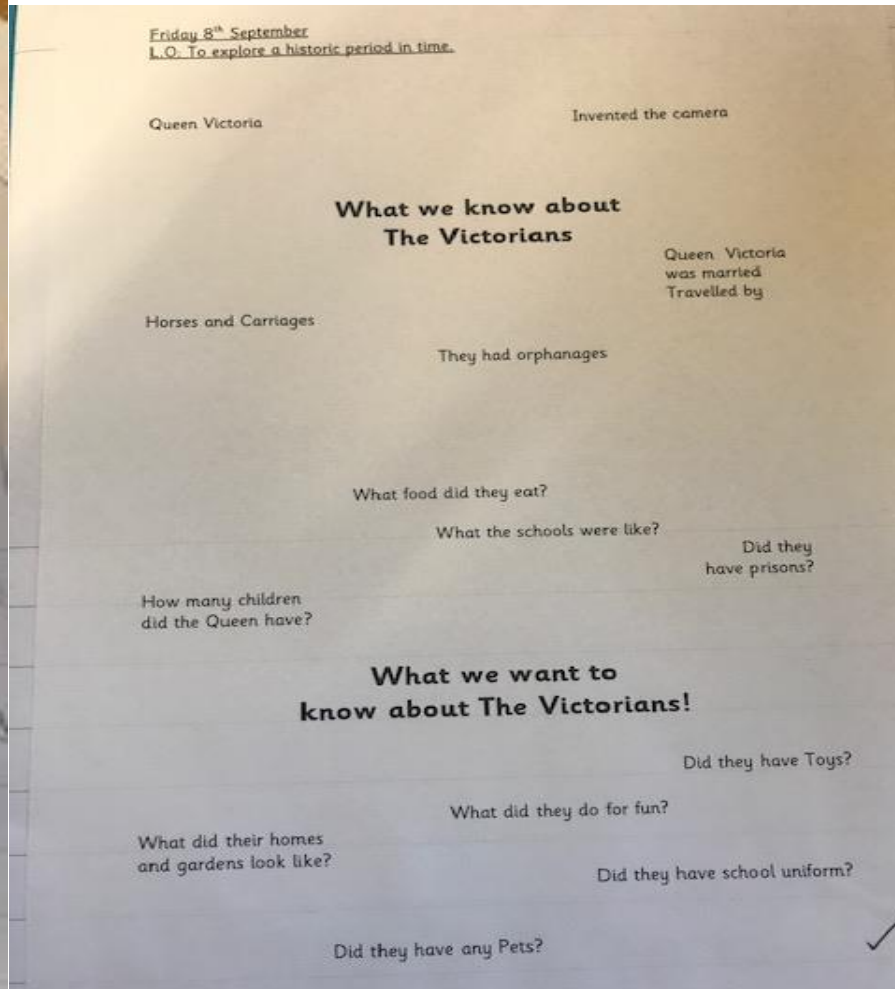 Friday 8th September
L.O. To explore a historic period in time.
Queen Victoria
Invented the camera
What we know about
The Victorians
Queen Victoria
was married
Travelled by
Horses and Carriages
They had orphanages
What food did they eat?
What the schools were like?
Did they
have prisons?
How many children
did the Queen have?
What we want to
know about The Victorians!
Did they have Toys?
What did they do for fun?
What did their homes
and gardens look like?
Did they have school uniform?
Did they have any Pets?